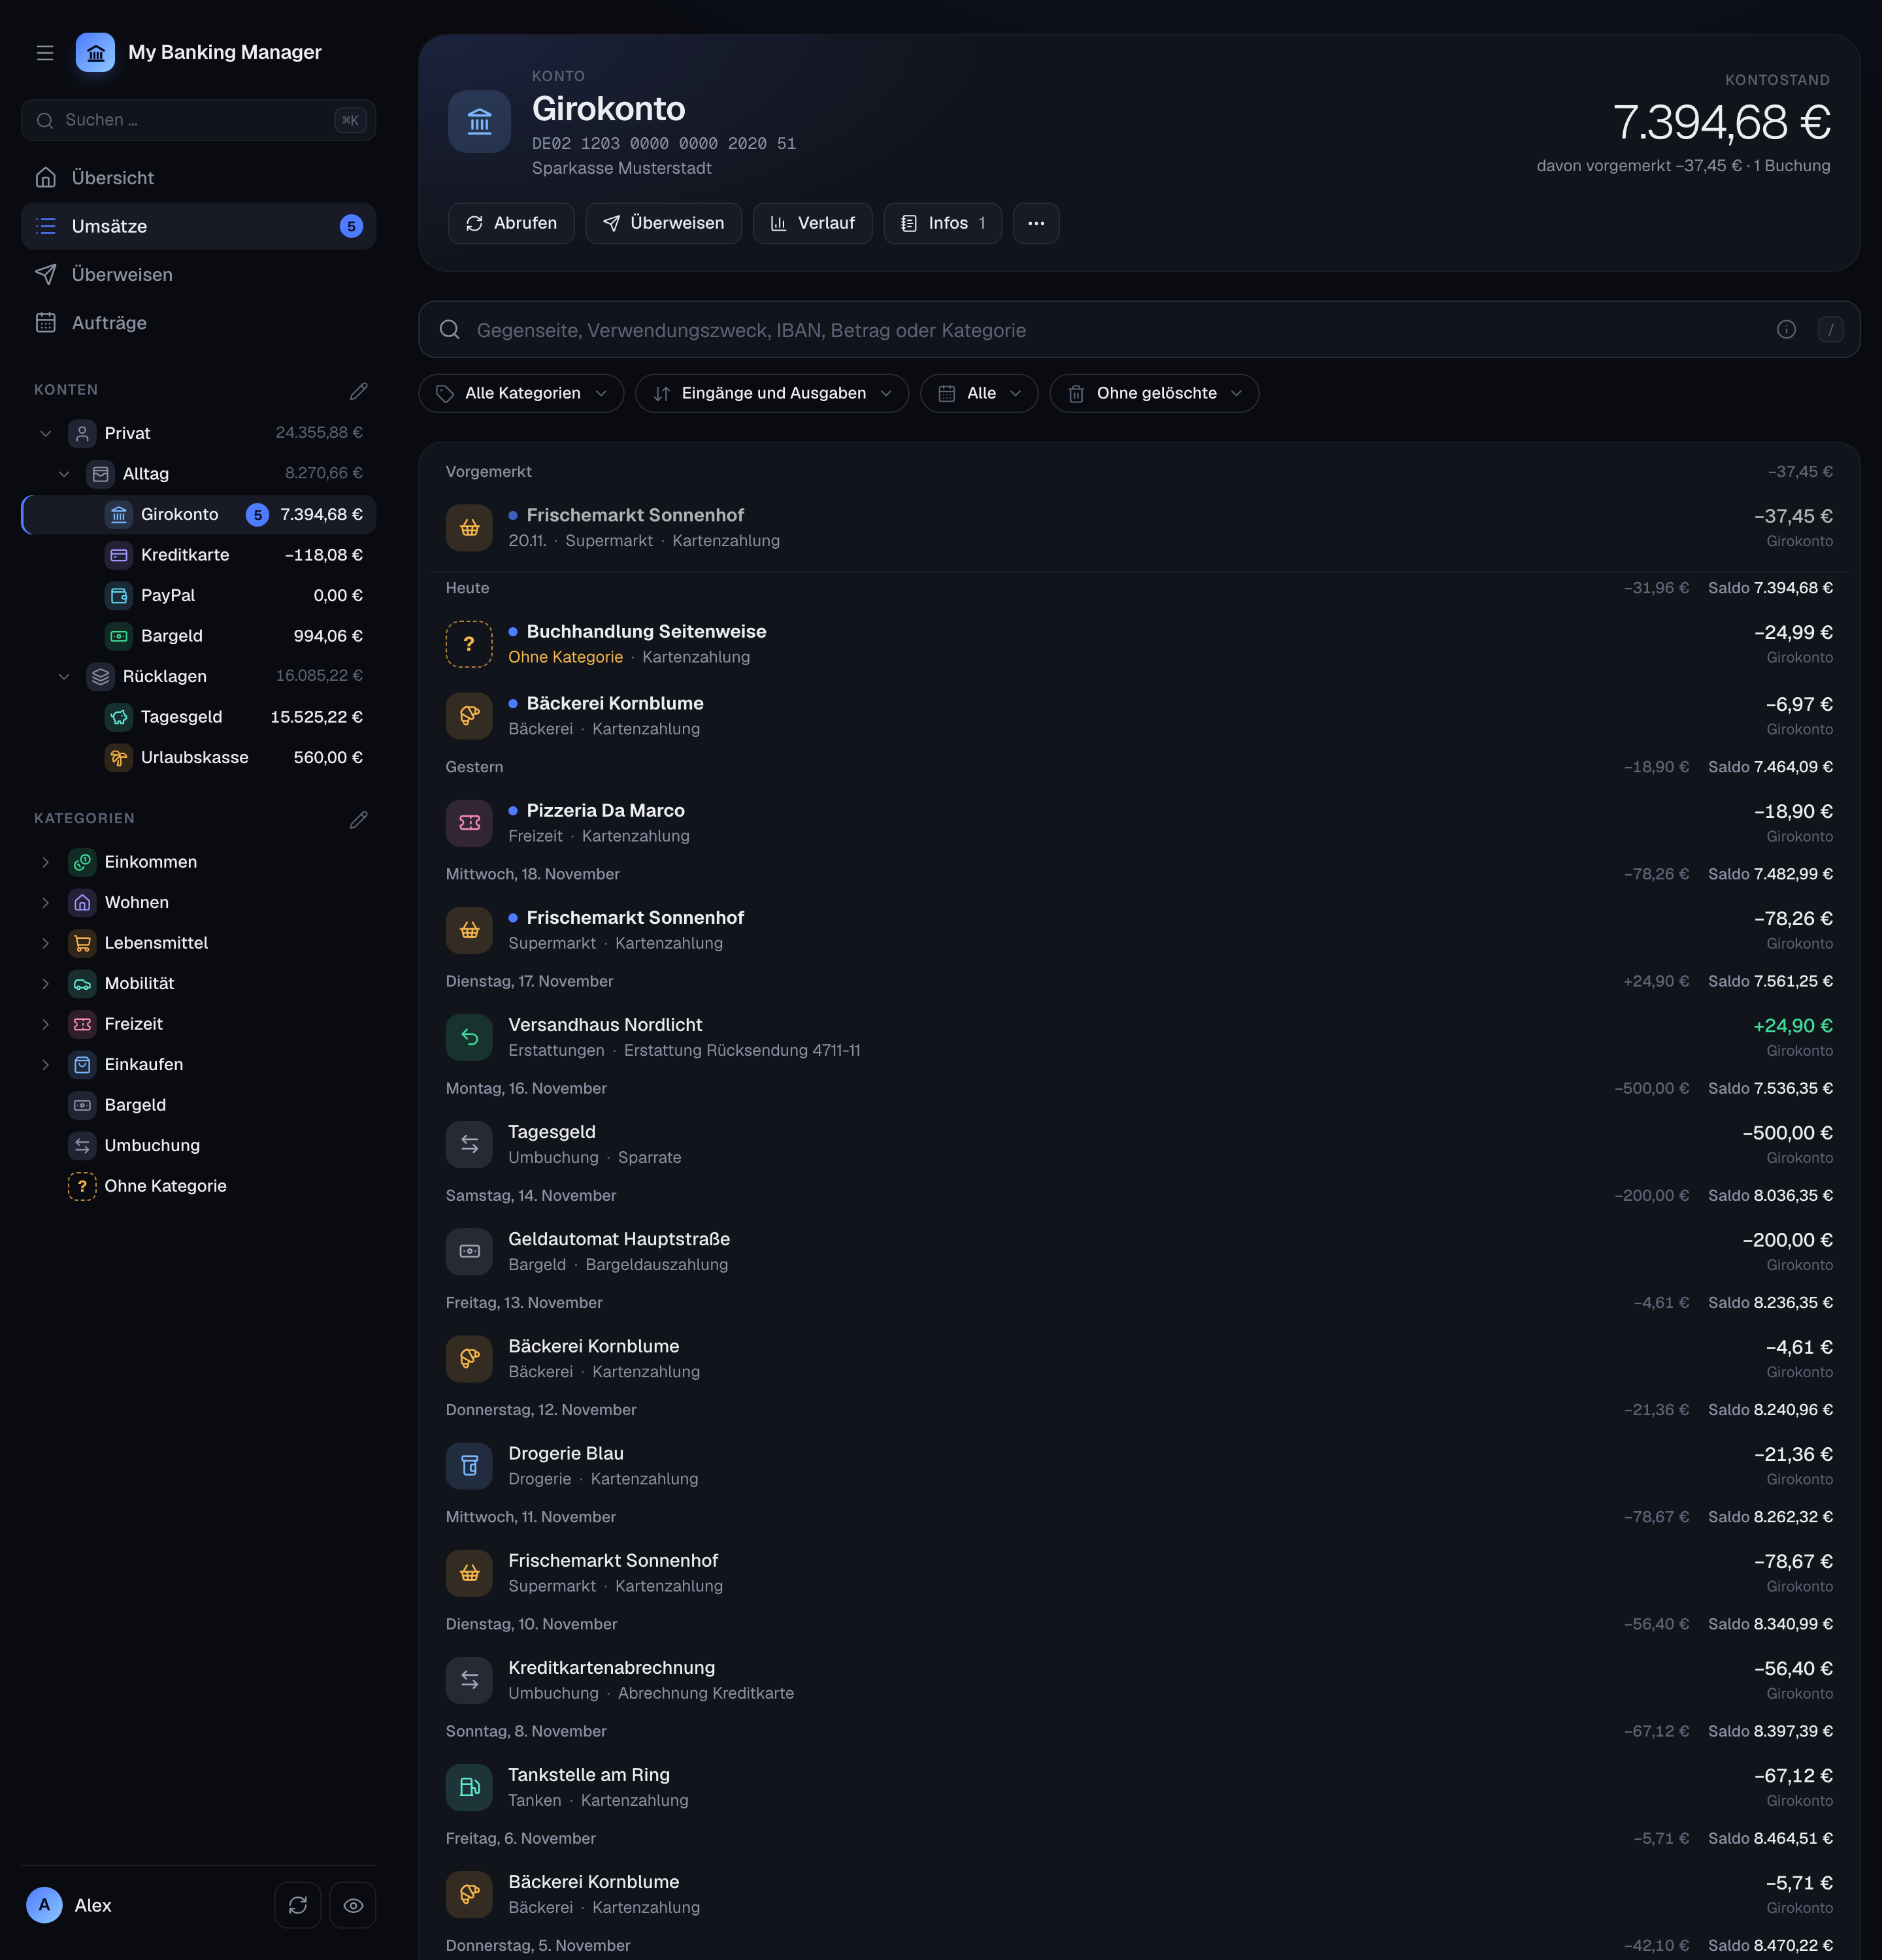 My Banking Manager
Suchen …
⌘K
Übersicht
Umsätze
5
Überweisen
Aufträge
KONTEN
Privat 24.355,88 €
Alltag 8.270,66 €
Girokonto 5 7.394,68 €
Kreditkarte −118,08 €
PayPal 0,00 €
Bargeld 994,06 €
Rücklagen 16.085,22 €
Tagesgeld 15.525,22 €
Urlaubskasse 560,00 €
KATEGORIEN
Einkommen
Wohnen
Lebensmittel
Mobilität
Freizeit
Einkaufen
Bargeld
Umbuchung
? Ohne Kategorie
A Alex
KONTO
Girokonto
DE02 1203 0000 0000 2020 51
Sparkasse Musterstadt
KONTOSTAND
7.394,68 €
davon vorgemerkt −37,45 € · 1 Buchung
Abrufen Überweisen Verlauf Infos 1
Gegenseite, Verwendungszweck, IBAN, Betrag oder Kategorie /
Alle Kategorien Eingänge und Ausgaben Alle Ohne gelöschte
Vorgemerkt −37,45 €
Frischemarkt Sonnenhof −37,45 €
20.11. · Supermarkt · Kartenzahlung Girokonto
Heute −31,96 € Saldo 7.394,68 €
? Buchhandlung Seitenweise −24,99 €
Ohne Kategorie · Kartenzahlung Girokonto
Bäckerei Kornblume −6,97 €
Bäckerei · Kartenzahlung Girokonto
Gestern −18,90 € Saldo 7.464,09 €
Pizzeria Da Marco −18,90 €
Freizeit · Kartenzahlung Girokonto
Mittwoch, 18. November −78,26 € Saldo 7.482,99 €
Frischemarkt Sonnenhof −78,26 €
Supermarkt · Kartenzahlung Girokonto
Dienstag, 17. November +24,90 € Saldo 7.561,25 €
Versandhaus Nordlicht +24,90 €
Erstattungen · Erstattung Rücksendung 4711-11 Girokonto
Montag, 16. November −500,00 € Saldo 7.536,35 €
Tagesgeld −500,00 €
Umbuchung · Sparrate Girokonto
Samstag, 14. November −200,00 € Saldo 8.036,35 €
Geldautomat Hauptstraße −200,00 €
Bargeld · Bargeldauszahlung Girokonto
Freitag, 13. November −4,61 € Saldo 8.236,35 €
Bäckerei Kornblume −4,61 €
Bäckerei · Kartenzahlung Girokonto
Donnerstag, 12. November −21,36 € Saldo 8.240,96 €
Drogerie Blau −21,36 €
Drogerie · Kartenzahlung Girokonto
Mittwoch, 11. November −78,67 € Saldo 8.262,32 €
Frischemarkt Sonnenhof −78,67 €
Supermarkt · Kartenzahlung Girokonto
Dienstag, 10. November −56,40 € Saldo 8.340,99 €
Kreditkartenabrechnung −56,40 €
Umbuchung · Abrechnung Kreditkarte Girokonto
Sonntag, 8. November −67,12 € Saldo 8.397,39 €
Tankstelle am Ring −67,12 €
Tanken · Kartenzahlung Girokonto
Freitag, 6. November −5,71 € Saldo 8.464,51 €
Bäckerei Kornblume −5,71 €
Bäckerei · Kartenzahlung Girokonto
Donnerstag, 5. November −42,10 € Saldo 8.470,22 €